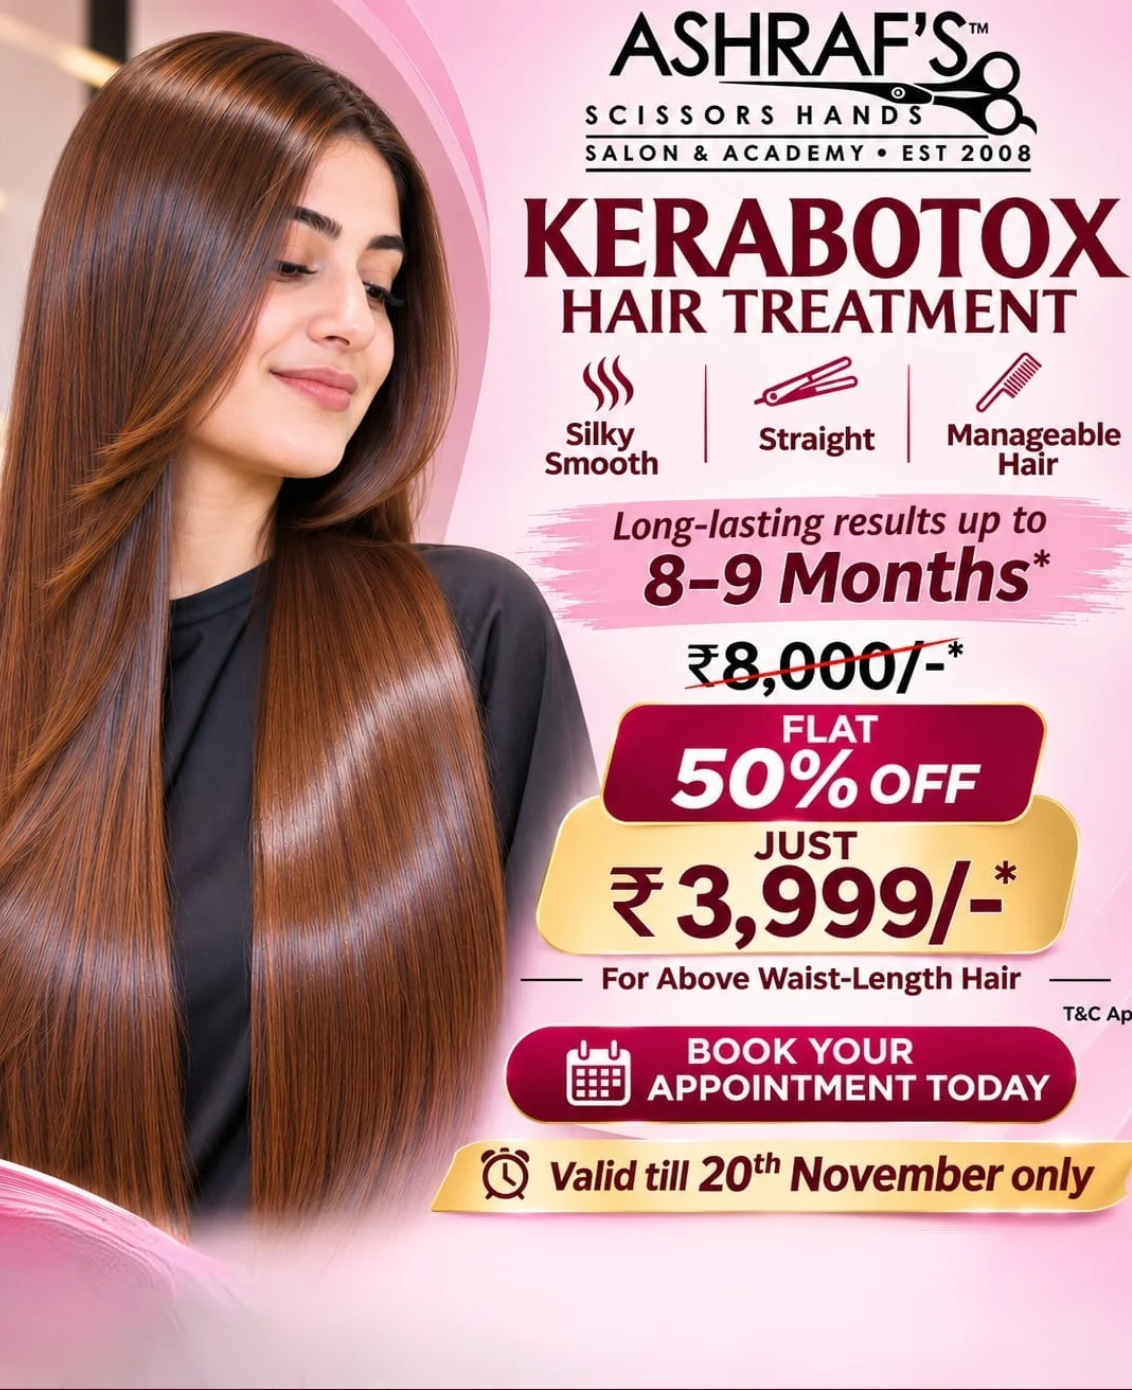 ASHRAF'S™
SCISSORS HANDS
SALON & ACADEMY • EST 2008
KERABOTOX
HAIR TREATMENT
Silky
Smooth
Straight
Manageable
Hair
Long-lasting results up to
8–9 Months*
₹8,000/-*
FLAT
50% OFF
JUST
₹3,999/-*
For Above Waist-Length Hair
T&C Ap
BOOK YOUR
APPOINTMENT TODAY
Valid till 20th November only